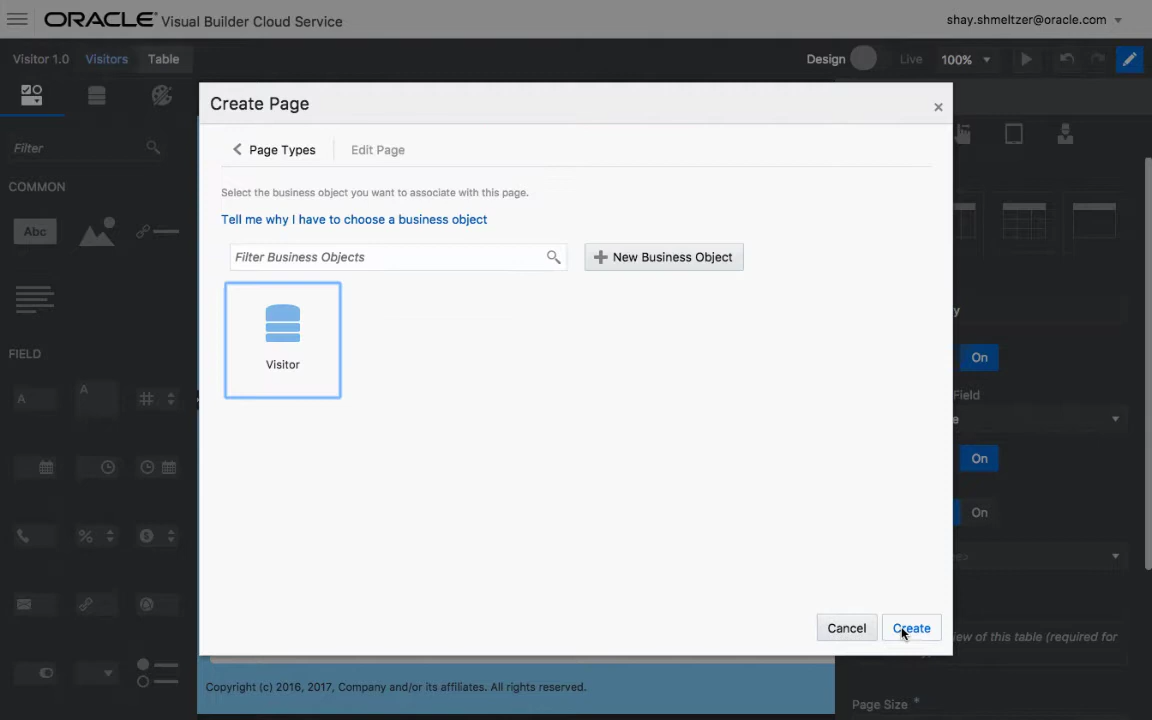 ORACLE® Visual Builder Cloud Service
shay.shmeltzer@oracle.com
Visitor 1.0 Visitors Table
Design Live 100%
Create Page
×
Filter
Page Types Edit Page
COMMON
Select the business object you want to associate with this page.
Tell me why I have to choose a business object
Abc
Filter Business Objects
New Business Object
y
FIELD
Visitor
On
Field
A
A
#
e
On
On
%
$
Cancel Create
iew of this table (required for
Copyright (c) 2016, 2017, Company and/or its affiliates. All rights reserved.
Page Size *